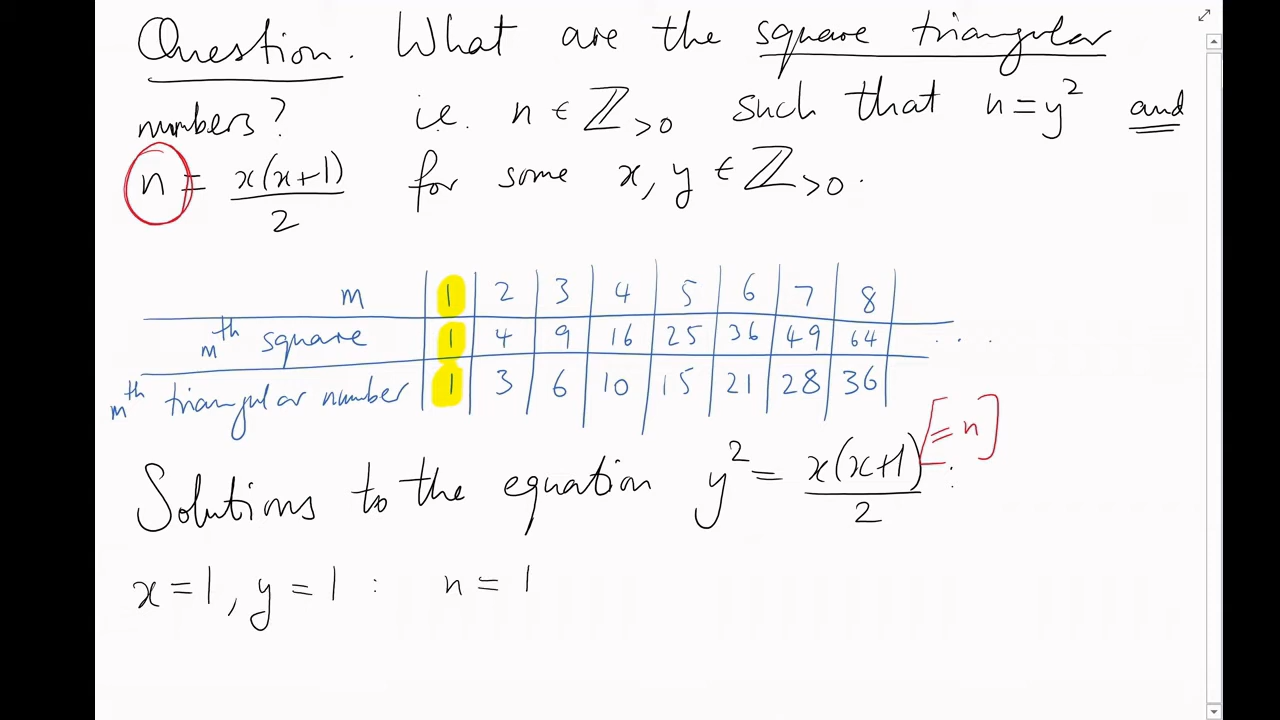 Question. What are the square triangular
numbers? i.e. n ∈ ℤ>0 such that n = y² and
n = x(x+1)/2 for some x, y ∈ ℤ>0.
m 1 2 3 4 5 6 7 8
mth square 1 4 9 16 25 36 49 64 ...
mth triangular number 1 3 6 10 15 21 28 36
Solutions to the equation y² = x(x+1)/2 [= n] :
x = 1, y = 1 : n = 1